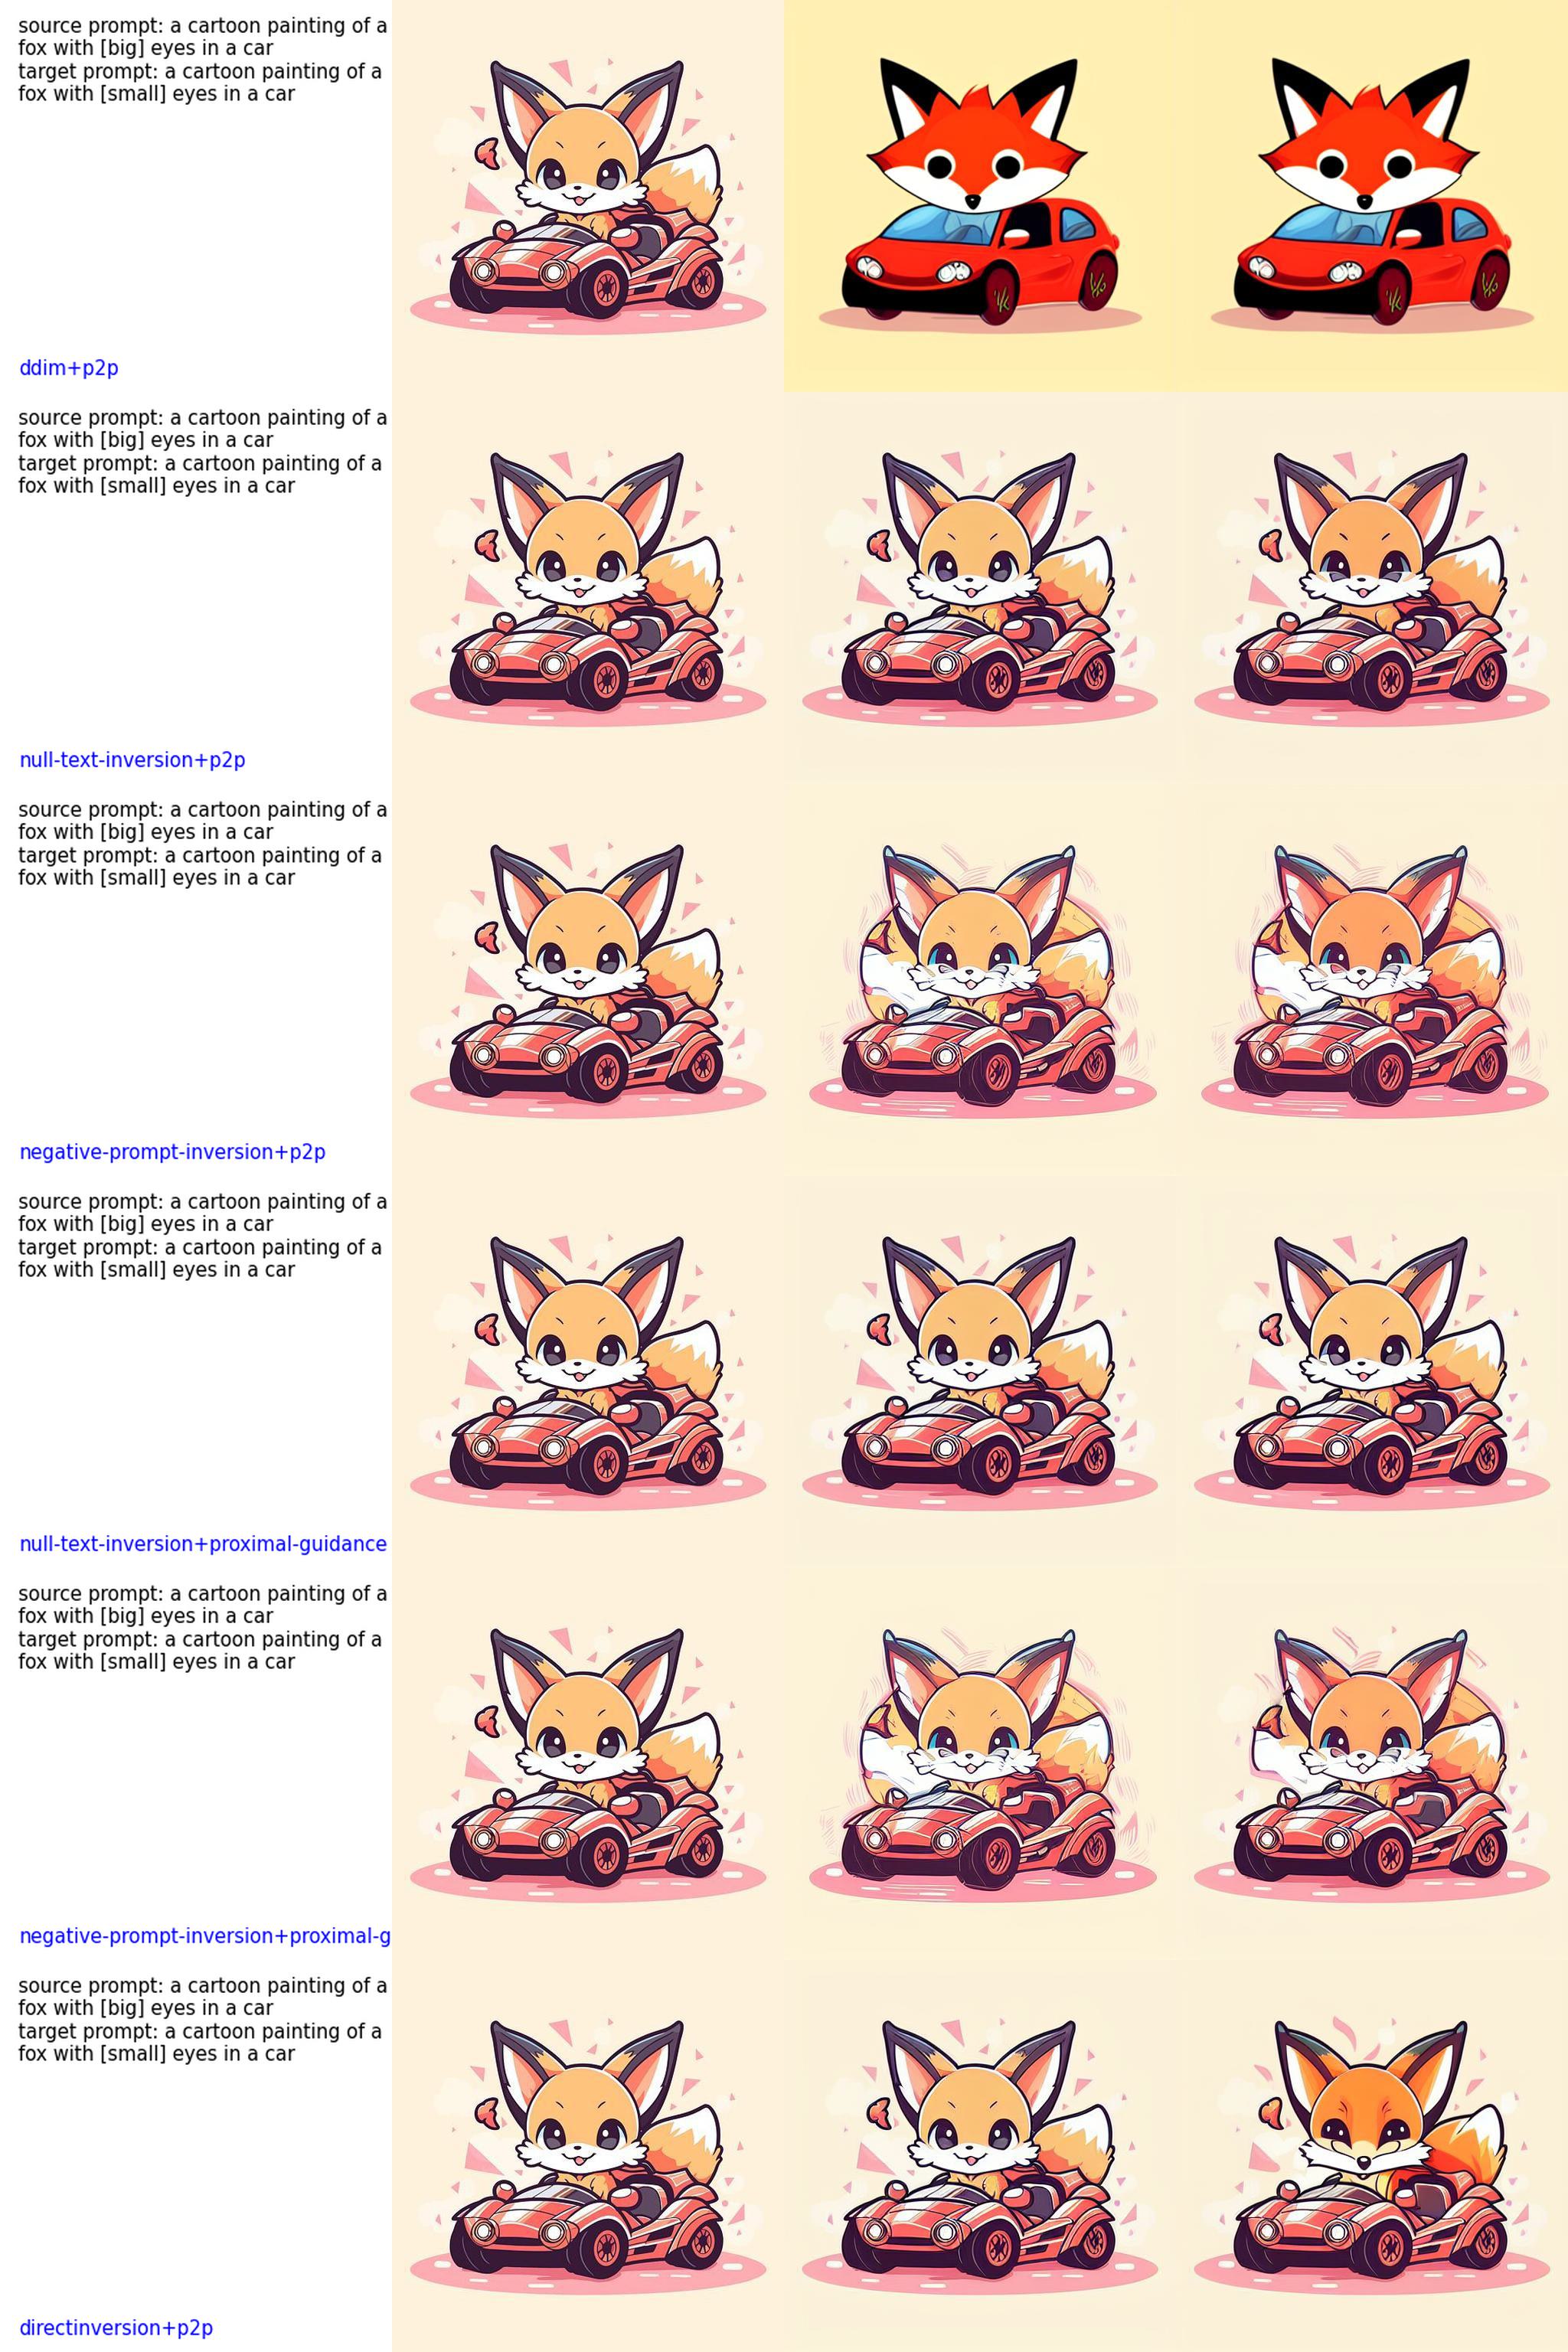 source prompt: a cartoon painting of a
fox with [big] eyes in a car
target prompt: a cartoon painting of a
fox with [small] eyes in a car
ddim+p2p
source prompt: a cartoon painting of a
fox with [big] eyes in a car
target prompt: a cartoon painting of a
fox with [small] eyes in a car
null-text-inversion+p2p
source prompt: a cartoon painting of a
fox with [big] eyes in a car
target prompt: a cartoon painting of a
fox with [small] eyes in a car
negative-prompt-inversion+p2p
source prompt: a cartoon painting of a
fox with [big] eyes in a car
target prompt: a cartoon painting of a
fox with [small] eyes in a car
null-text-inversion+proximal-guidance
source prompt: a cartoon painting of a
fox with [big] eyes in a car
target prompt: a cartoon painting of a
fox with [small] eyes in a car
negative-prompt-inversion+proximal-g
source prompt: a cartoon painting of a
fox with [big] eyes in a car
target prompt: a cartoon painting of a
fox with [small] eyes in a car
directinversion+p2p